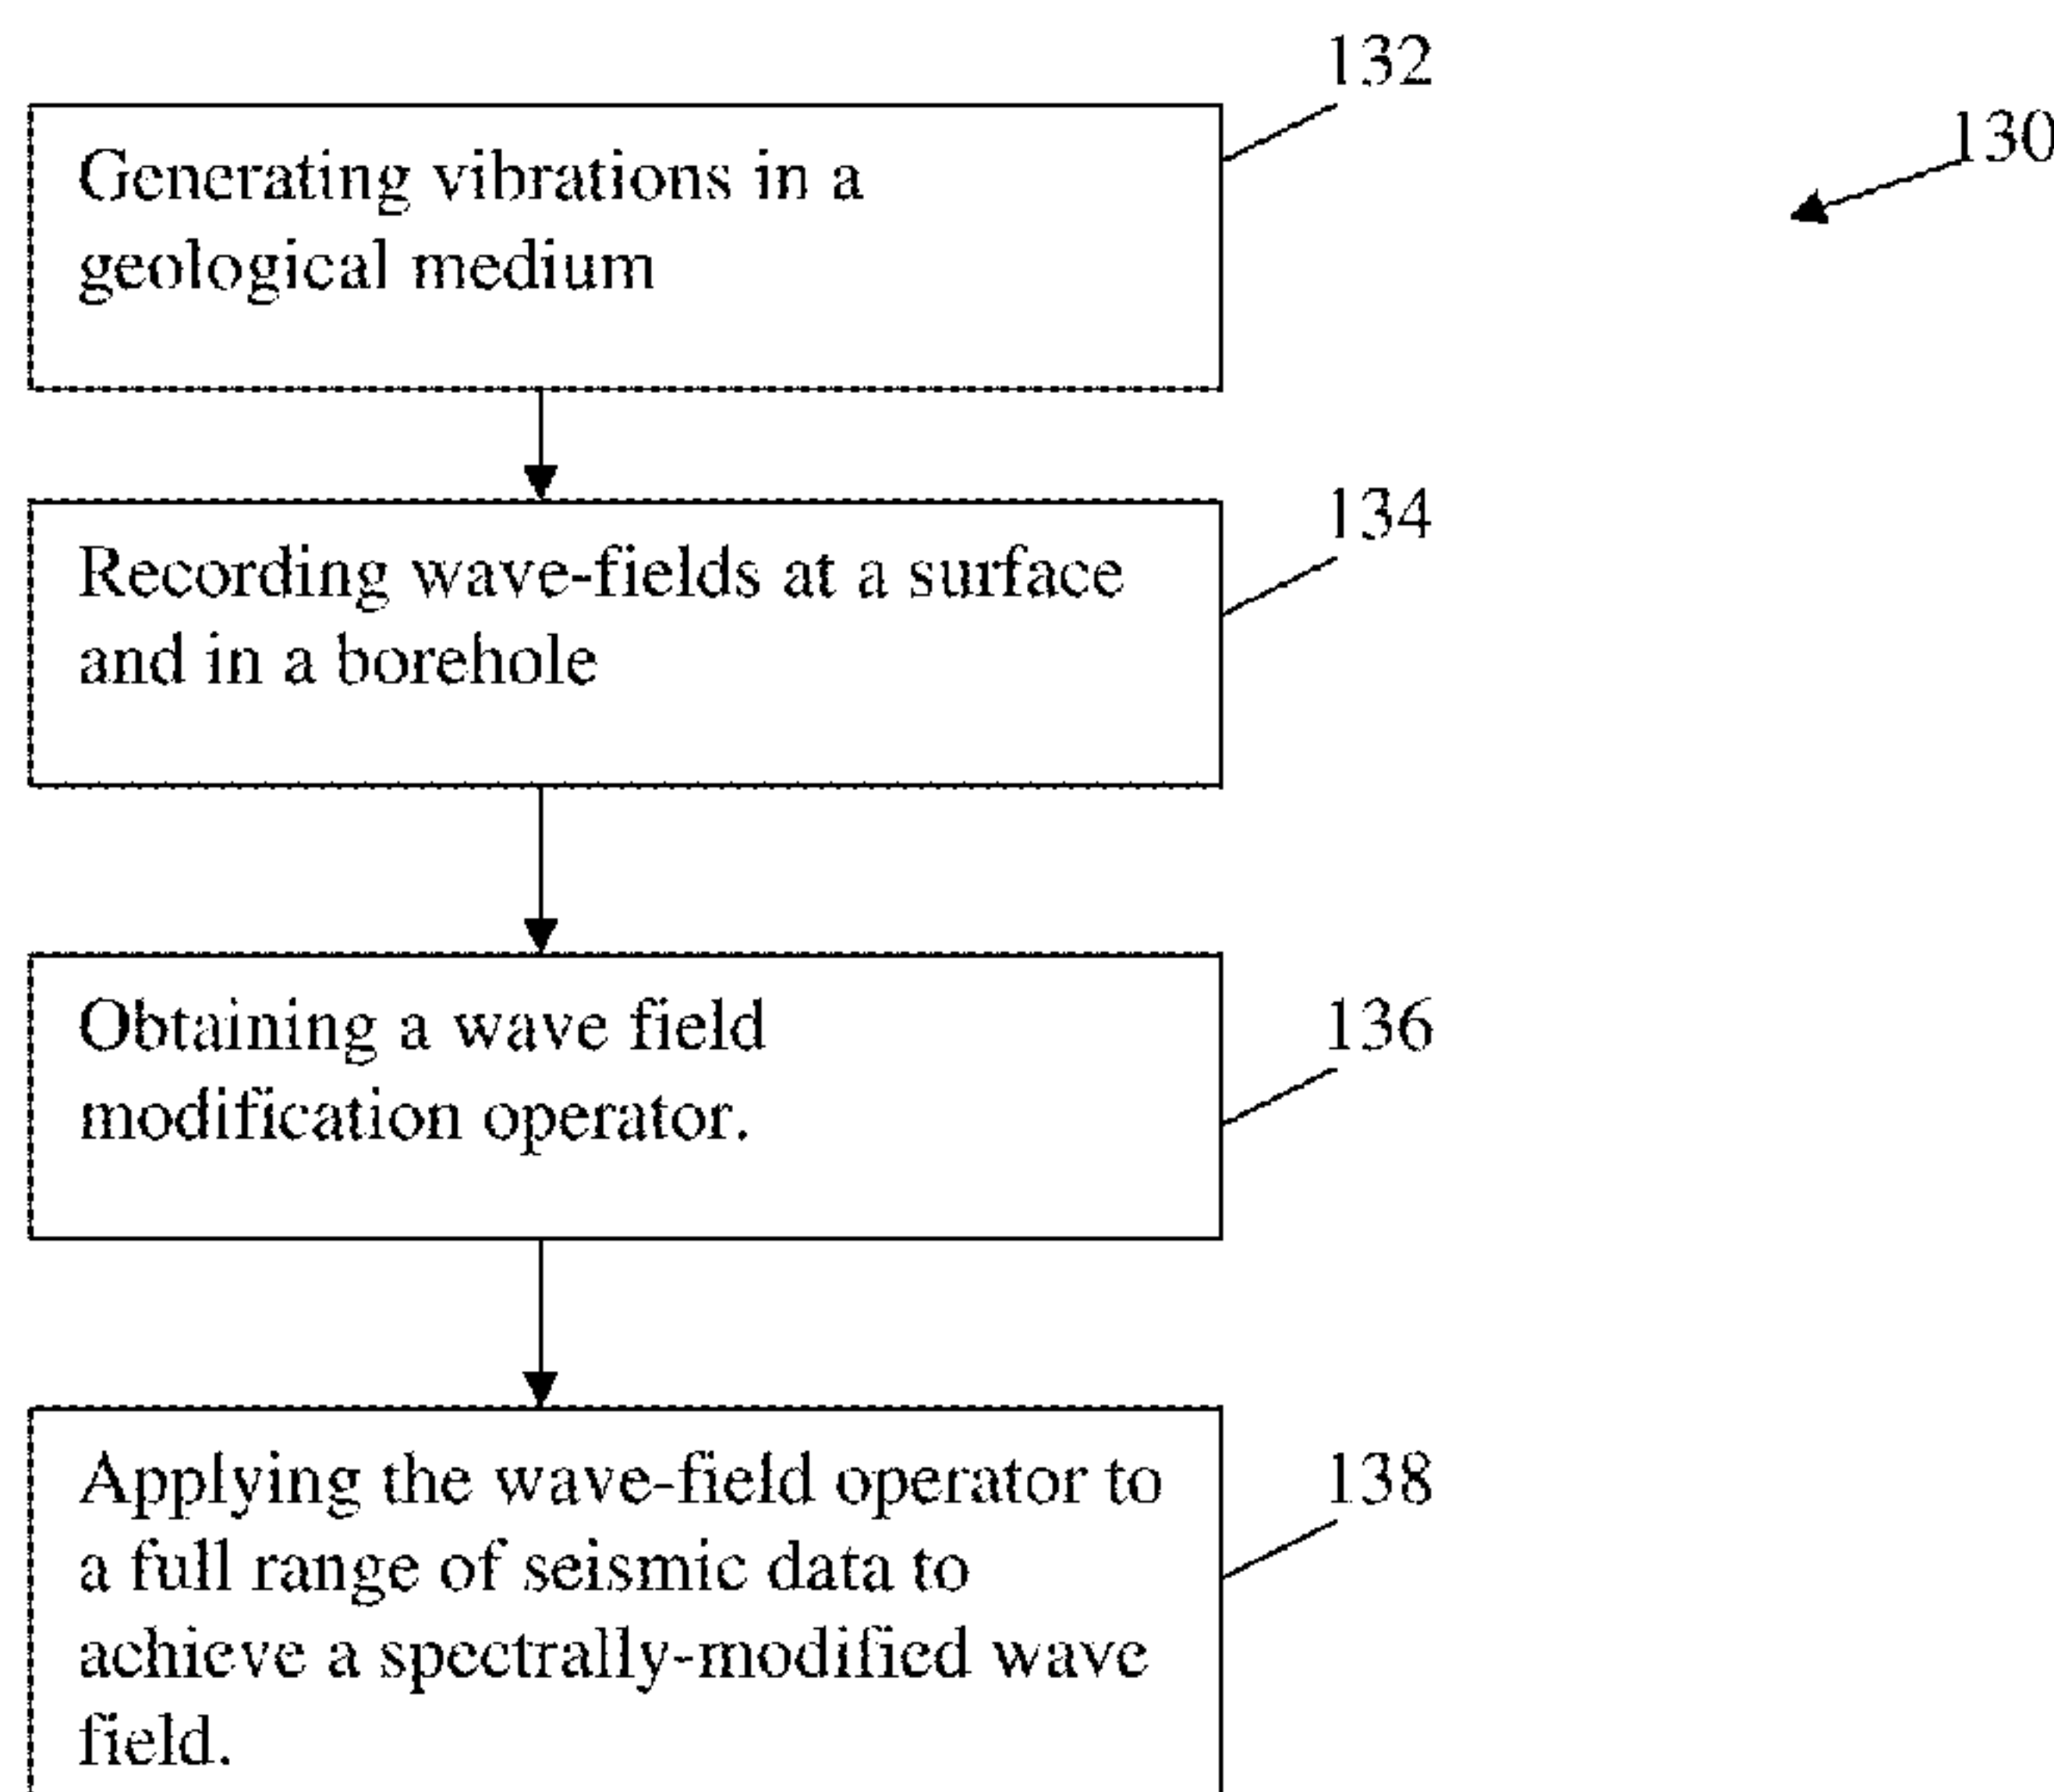 132
130
Generating vibrations in a
geological medium
134
Recording wave-fields at a surface
and in a borehole
136
Obtaining a wave field
modification operator.
138
Applying the wave-field operator to
a full range of seismic data to
achieve a spectrally-modified wave
field.